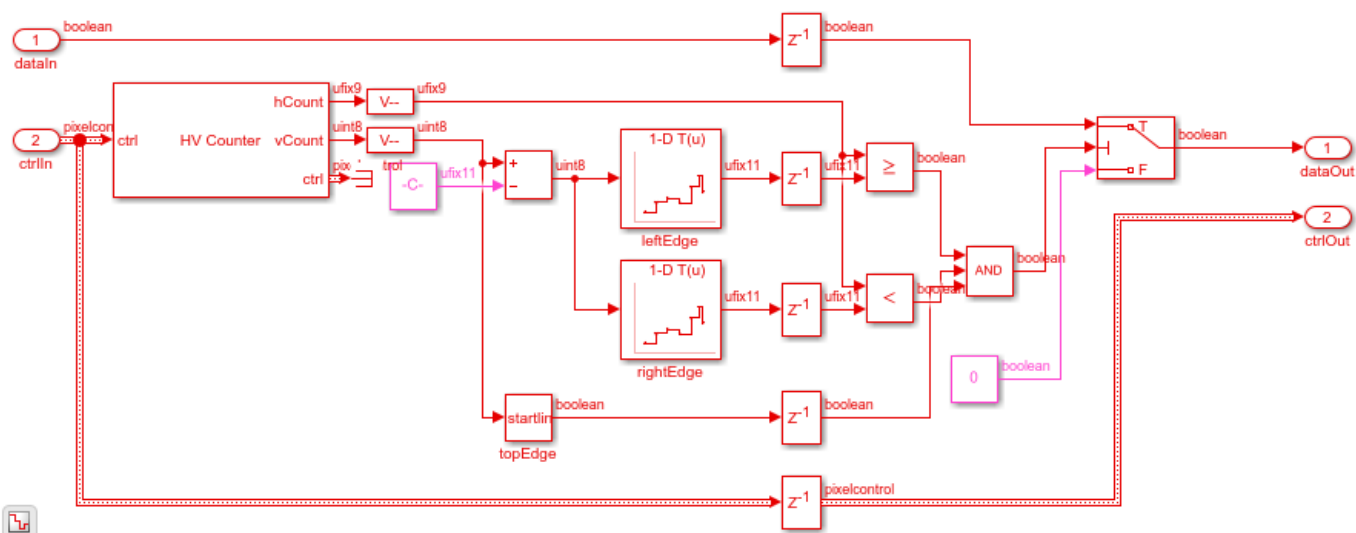 boolean
1
dataIn
Z-1
boolean
pixelcon
2
ctrlIn
ctrl
HV Counter
hCount
vCount
ctrl
ufix9
V--
ufix9
uint8
V--
uint8
pix
trol
-C-
ufix11
+
−
uint8
1-D T(u)
leftEdge
ufix11
Z-1
ufix11
≥
boolean
1-D T(u)
rightEdge
ufix11
Z-1
ufix11
<
boolean
AND
boolean
0
boolean
T
F
boolean
1
dataOut
2
ctrlOut
startlin
topEdge
boolean
Z-1
boolean
Z-1
pixelcontrol